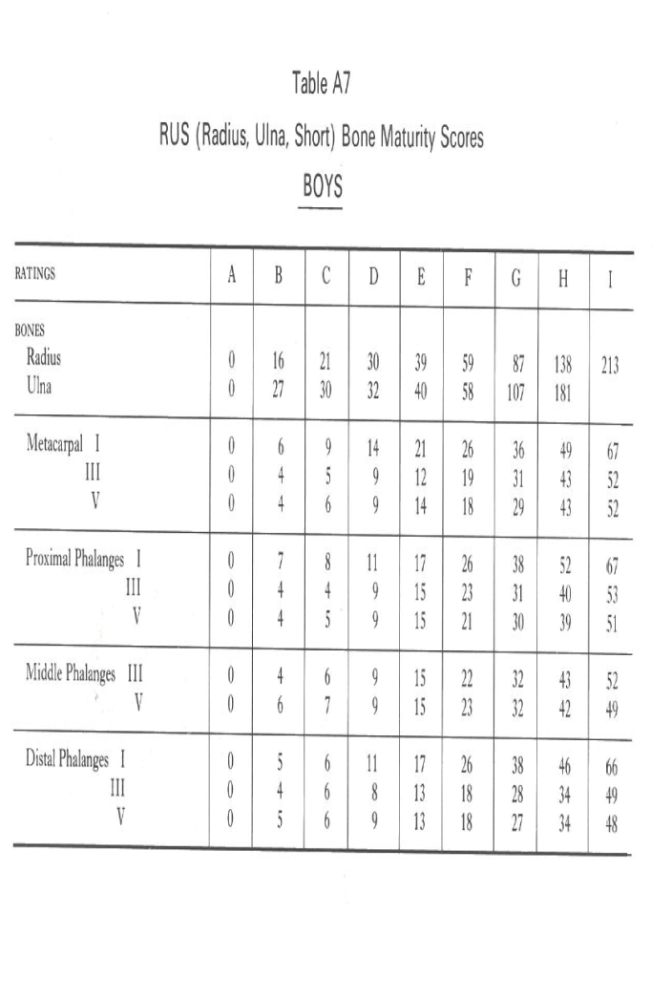 Table A7
RUS (Radius, Ulna, Short) Bone Maturity Scores
BOYS
RATINGS A B C D E F G H I
BONES
Radius 0 16 21 30 39 59 87 138 213
Ulna 0 27 30 32 40 58 107 181
Metacarpal I 0 6 9 14 21 26 36 49 67
III 0 4 5 9 12 19 31 43 52
V 0 4 6 9 14 18 29 43 52
Proximal Phalanges I 0 7 8 11 17 26 38 52 67
III 0 4 4 9 15 23 31 40 53
V 0 4 5 9 15 21 30 39 51
Middle Phalanges III 0 4 6 9 15 22 32 43 52
V 0 6 7 9 15 23 32 42 49
Distal Phalanges I 0 5 6 11 17 26 38 46 66
III 0 4 6 8 13 18 28 34 49
V 0 5 6 9 13 18 27 34 48